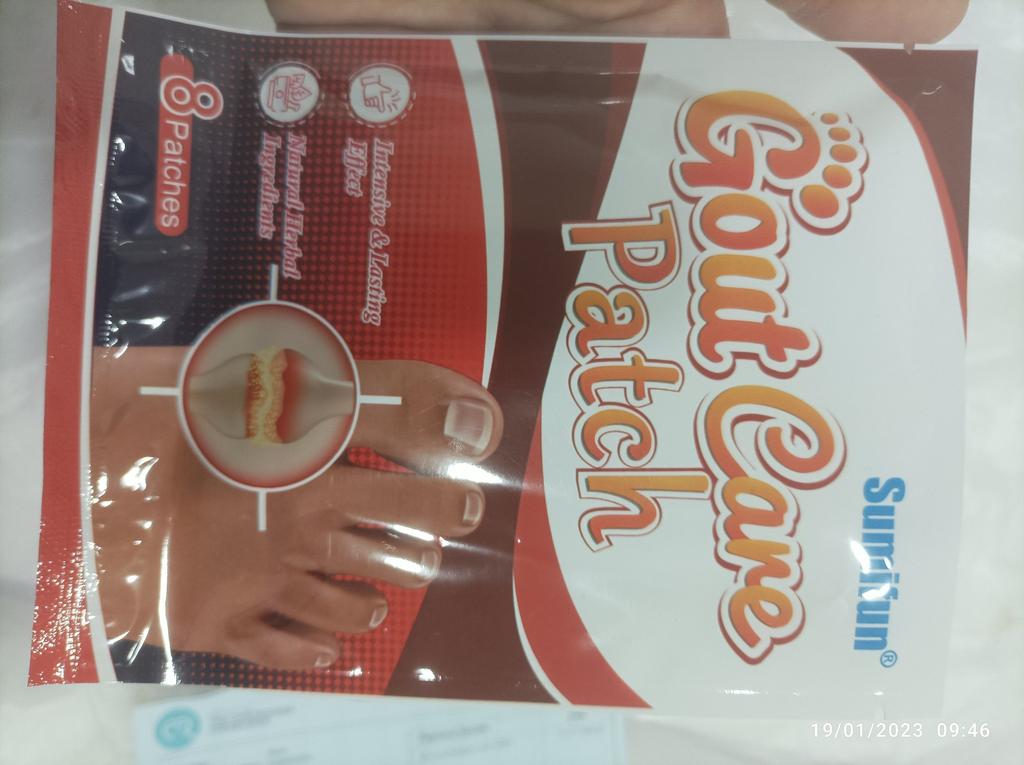 Sumifun®
Gout Care
Patch
Intensive & Lasting
Effect
Natural Herbal
Ingredients
8 Patches
19/01/2023 09:46